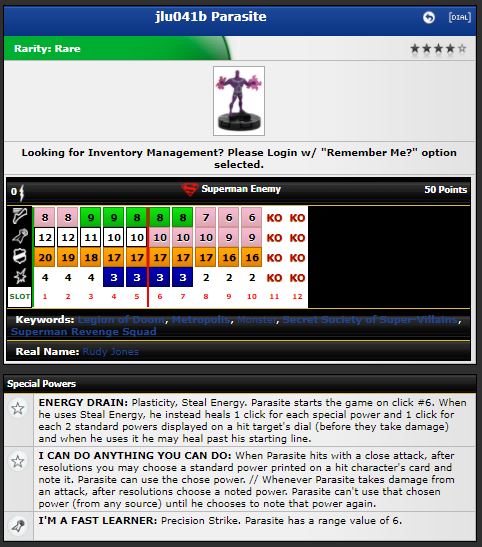 jlu041b Parasite
[DIAL]
Rarity: Rare
Looking for Inventory Management? Please Login w/ "Remember Me?" option
selected.
0 Superman Enemy 50 Points
8 8 9 9 8 8 8 7 6 6 KO KO
12 12 11 10 10 10 10 10 9 9 KO KO
20 19 18 17 17 17 17 17 16 16 KO KO
4 4 4 3 3 3 3 2 2 2 KO KO
SLOT 1 2 3 4 5 6 7 8 9 10 11 12
Keywords: Legion of Doom, Metropolis, Monster, Secret Society of Super Villains,
Superman Revenge Squad
Real Name: Rudy Jones
Special Powers
ENERGY DRAIN: Plasticity, Steal Energy. Parasite starts the game on click #6. When
he uses Steal Energy, he instead heals 1 click for each special power and 1 click for
each 2 standard powers displayed on a hit target's dial (before they take damage)
and when he uses it he may heal past his starting line.
I CAN DO ANYTHING YOU CAN DO: When Parasite hits with a close attack, after
resolutions you may choose a standard power printed on a hit character's card and
note it. Parasite can use the chose power. // Whenever Parasite takes damage from
an attack, after resolutions choose a noted power. Parasite can't use that chosen
power (from any source) until he chooses to note that power again.
I'M A FAST LEARNER: Precision Strike. Parasite has a range value of 6.